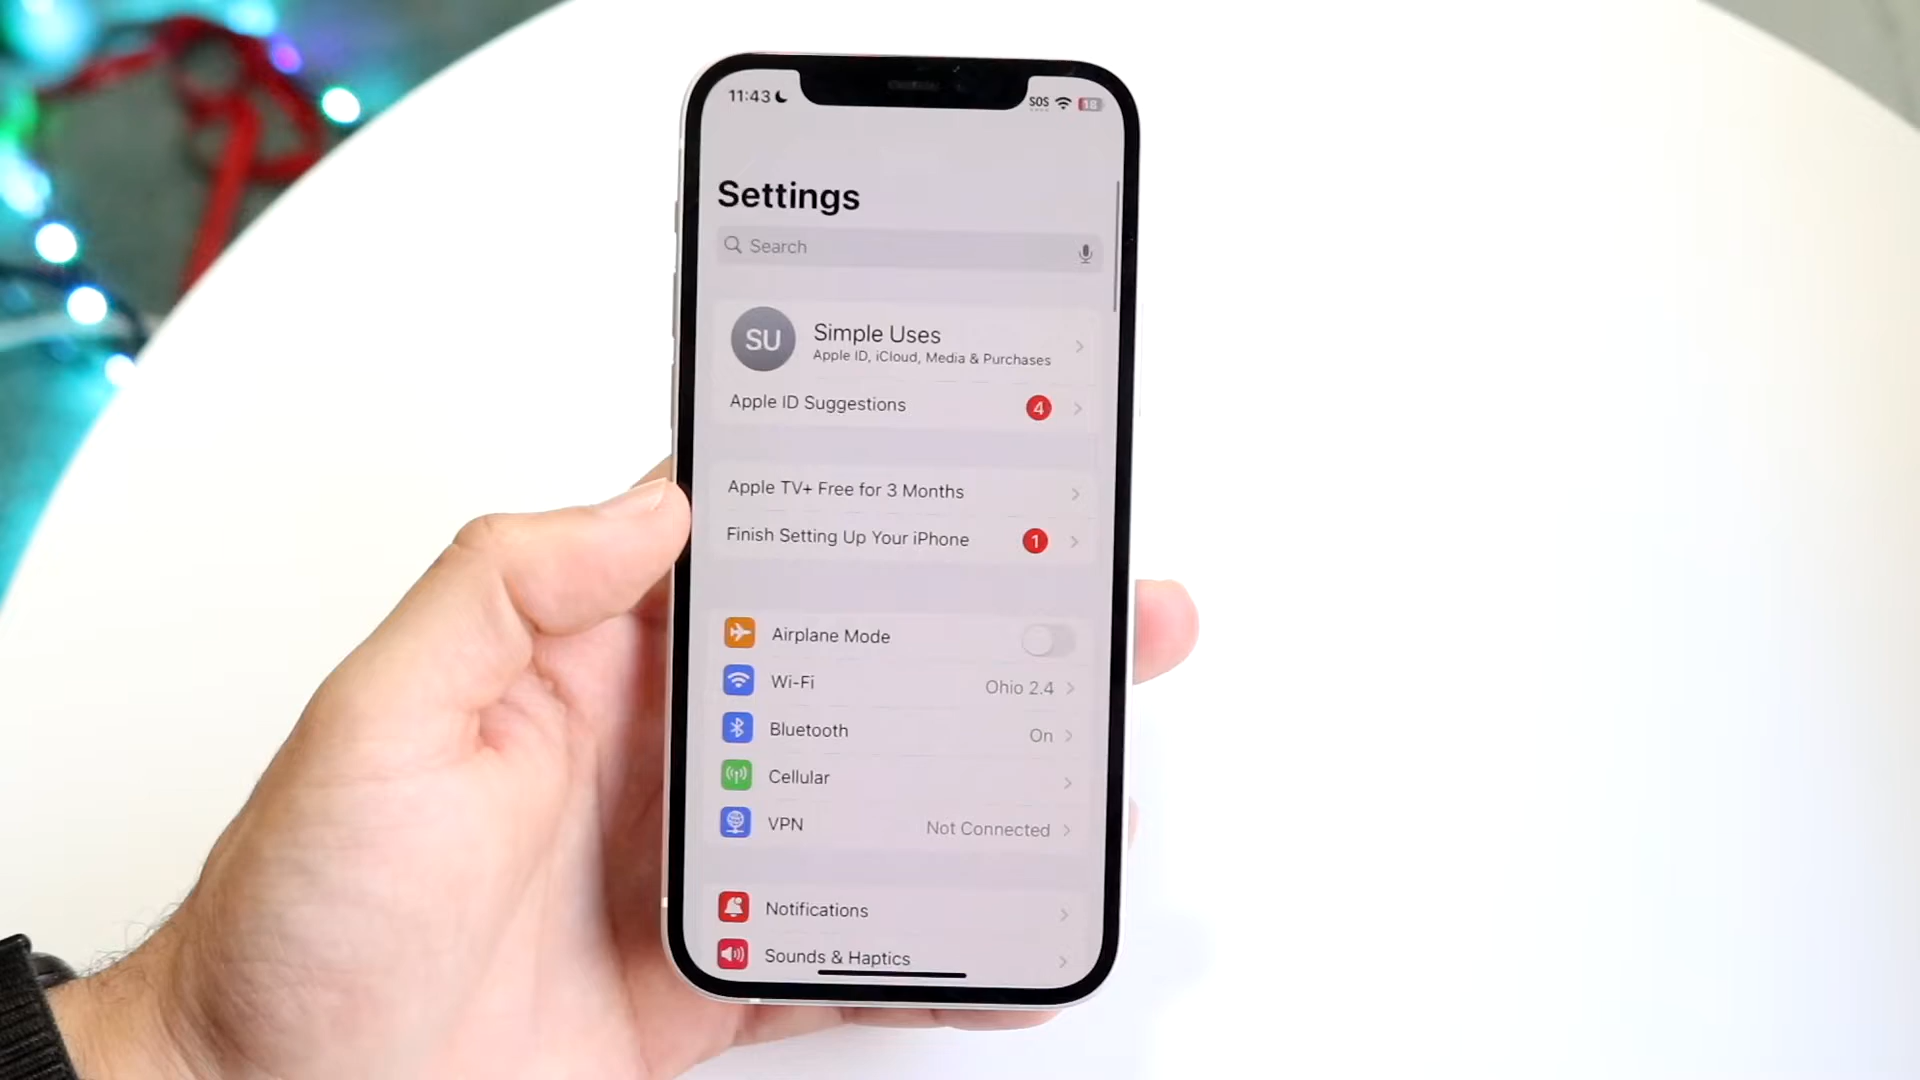 11:43
SOS
18
Settings
Search
SU
Simple Uses
Apple ID, iCloud, Media & Purchases
Apple ID Suggestions 4
Apple TV+ Free for 3 Months
Finish Setting Up Your iPhone 1
Airplane Mode
Wi-Fi Ohio 2.4
Bluetooth On
Cellular
VPN Not Connected
Notifications
Sounds & Haptics